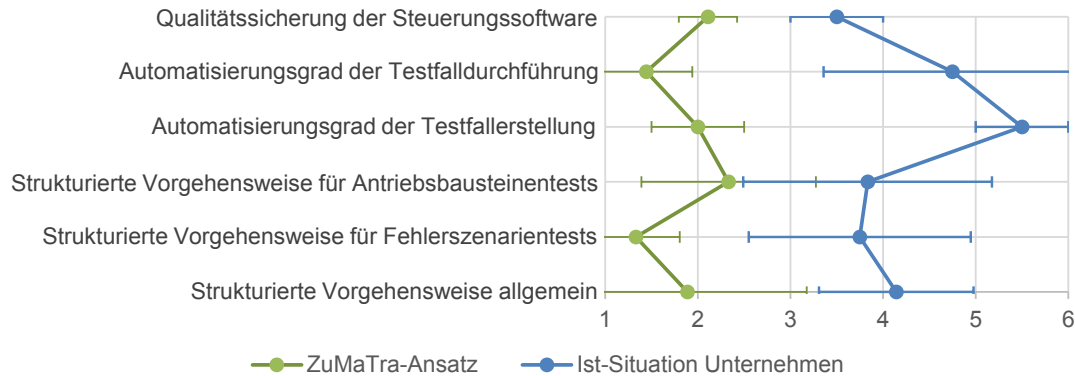 Qualitätssicherung der Steuerungssoftware
Automatisierungsgrad der Testfalldurchführung
Automatisierungsgrad der Testfallerstellung
Strukturierte Vorgehensweise für Antriebsbausteinentests
Strukturierte Vorgehensweise für Fehlerszenarientests
Strukturierte Vorgehensweise allgemein
1 2 3 4 5 6
ZuMaTra-Ansatz Ist-Situation Unternehmen